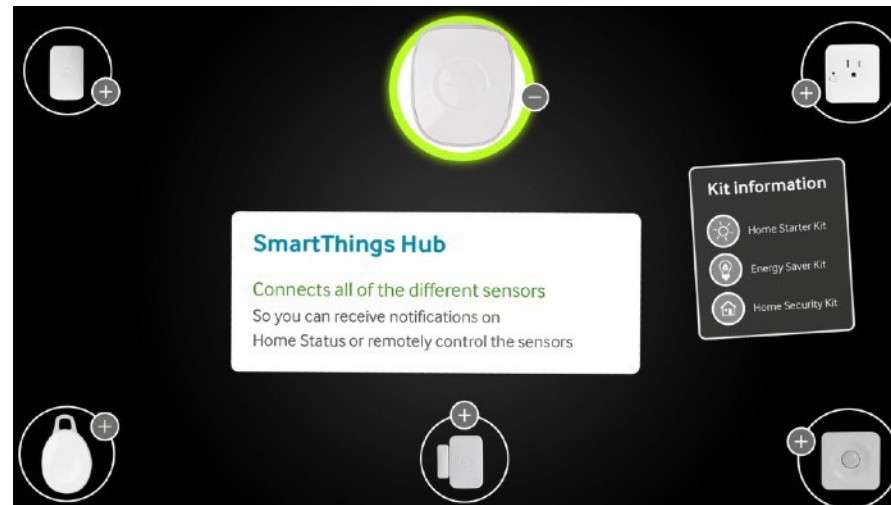 SmartThings Hub
Connects all of the different sensors
So you can receive notifications on
Home Status or remotely control the sensors
Kit information
Home Starter Kit
Energy Saver Kit
Home Security Kit